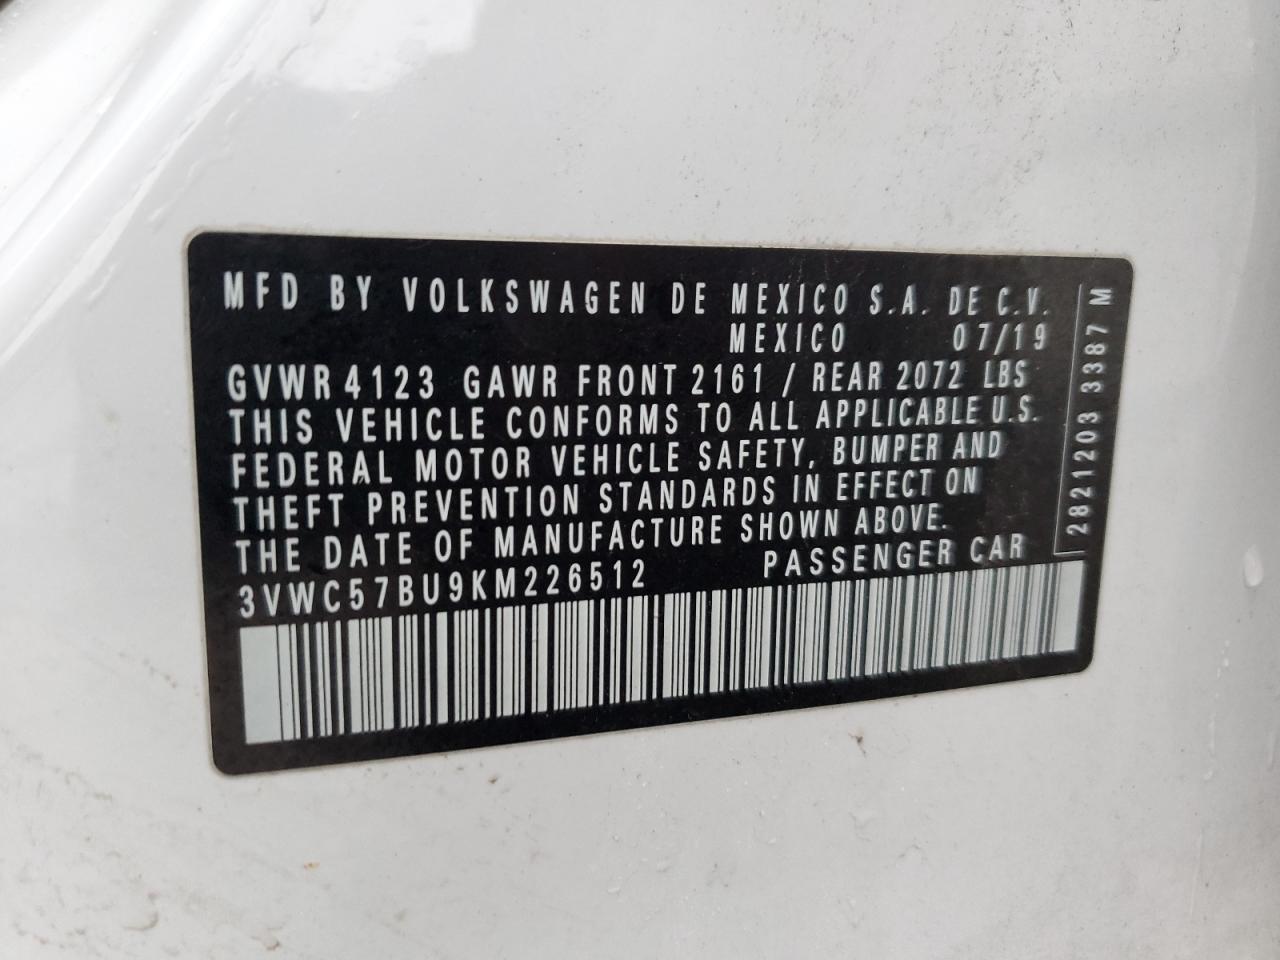 MFD BY VOLKSWAGEN DE MEXICO S.A. DE C.V.
MEXICO 07/19
GVWR 4123 GAWR FRONT 2161 / REAR 2072 LBS
THIS VEHICLE CONFORMS TO ALL APPLICABLE U.S.
FEDERAL MOTOR VEHICLE SAFETY, BUMPER AND
THEFT PREVENTION STANDARDS IN EFFECT ON
THE DATE OF MANUFACTURE SHOWN ABOVE.
3VWC57BU9KM226512 PASSENGER CAR
2821203 3387 M